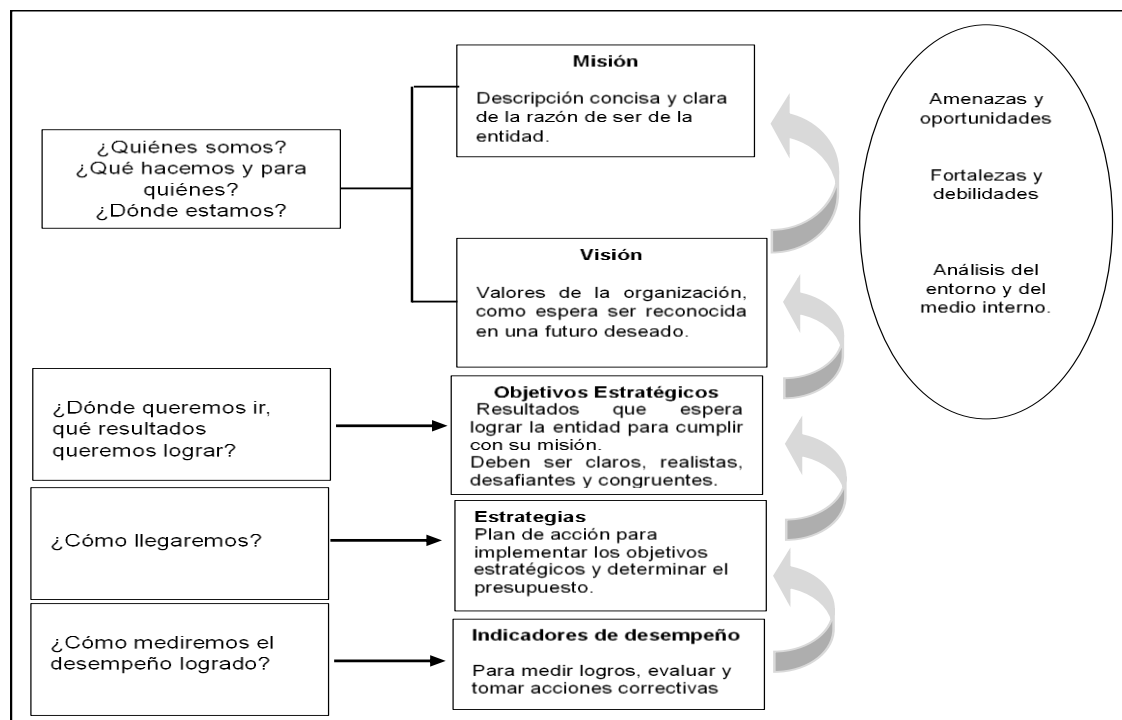 ¿Quiénes somos?
¿Qué hacemos y para
quiénes?
¿Dónde estamos?
Misión
Descripción concisa y clara
de la razón de ser de la
entidad.
Visión
Valores de la organización,
como espera ser reconocida
en una futuro deseado.
Amenazas y
oportunidades
Fortalezas y
debilidades
Análisis del
entorno y del
medio interno.
¿Dónde queremos ir,
qué resultados
queremos lograr?
Objetivos Estratégicos
Resultados que espera
lograr la entidad para cumplir
con su misión.
Deben ser claros, realistas,
desafiantes y congruentes.
¿Cómo llegaremos?
Estrategias
Plan de acción para
implementar los objetivos
estratégicos y determinar el
presupuesto.
¿Cómo mediremos el
desempeño logrado?
Indicadores de desempeño
Para medir logros, evaluar y
tomar acciones correctivas